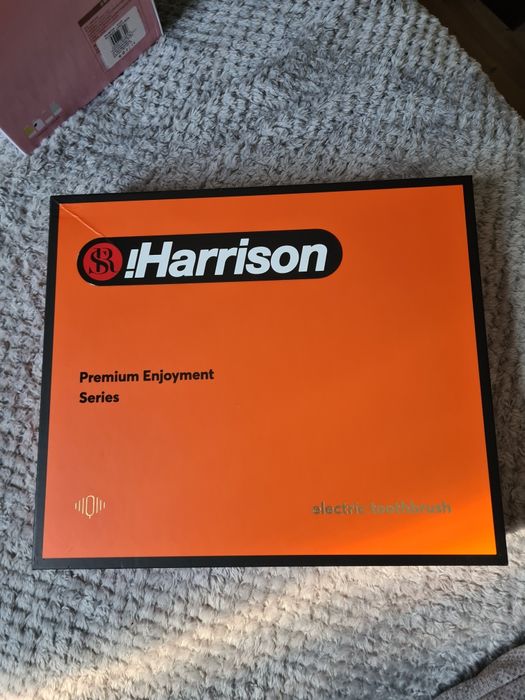 !Harrison
Premium Enjoyment
Series
electric toothbrush